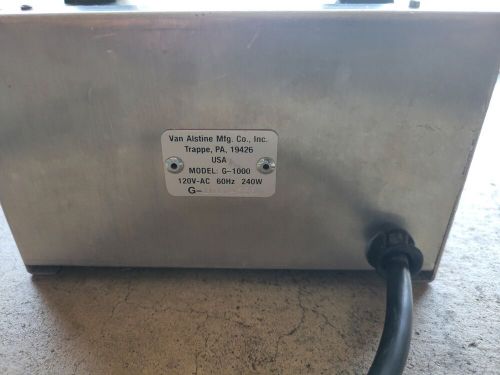 Van Alstine Mfg. Co., Inc.
Trappe, PA, 19426
USA
MODEL: G-1000
120V-AC 60Hz 240W
G-